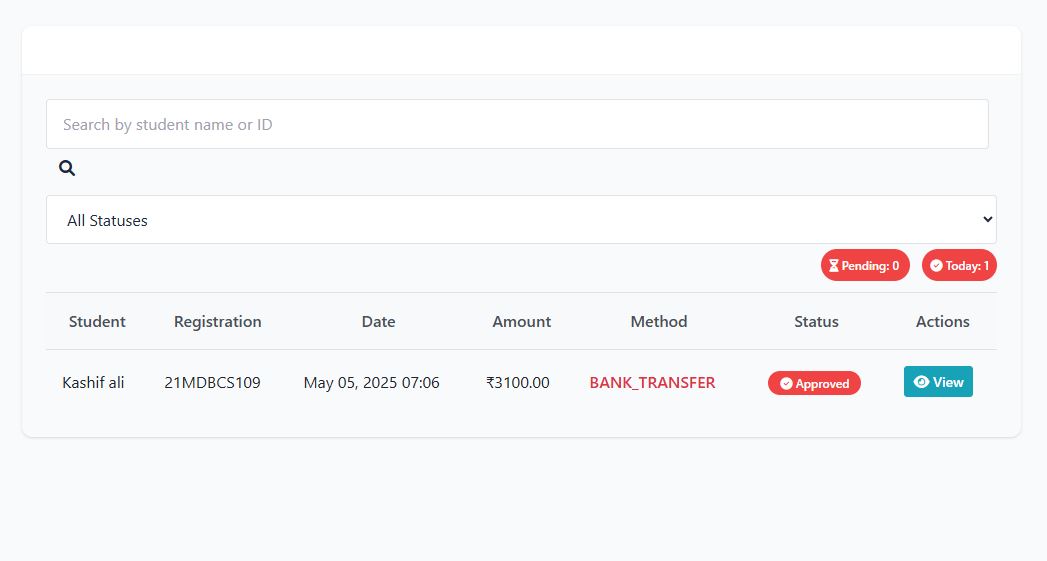 Search by student name or ID
All Statuses
Pending: 0 Today: 1
Student Registration Date Amount Method Status Actions
Kashif ali 21MDBCS109 May 05, 2025 07:06 ₹3100.00 BANK_TRANSFER Approved View